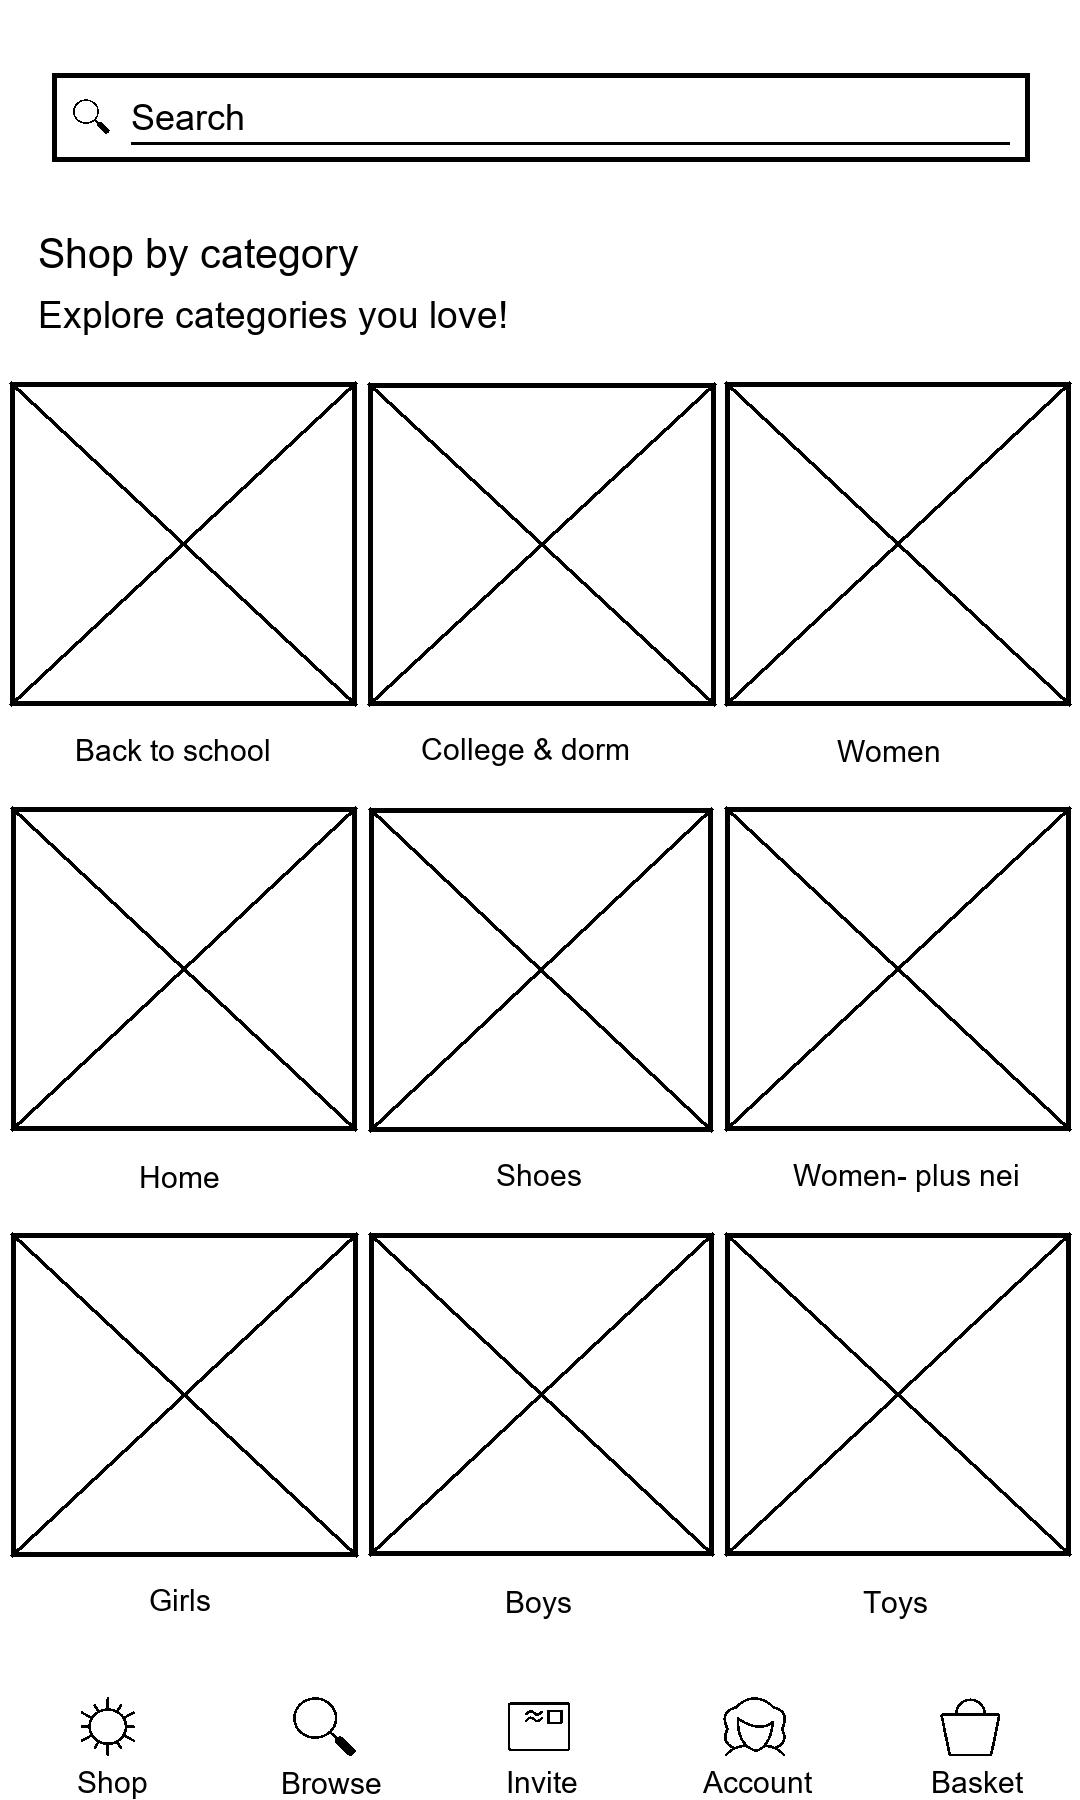 Search
Shop by category
Explore categories you love!
Back to school
College & dorm
Women
Home
Shoes
Women- plus nei
Girls
Boys
Toys
Shop
Browse
Invite
Account
Basket